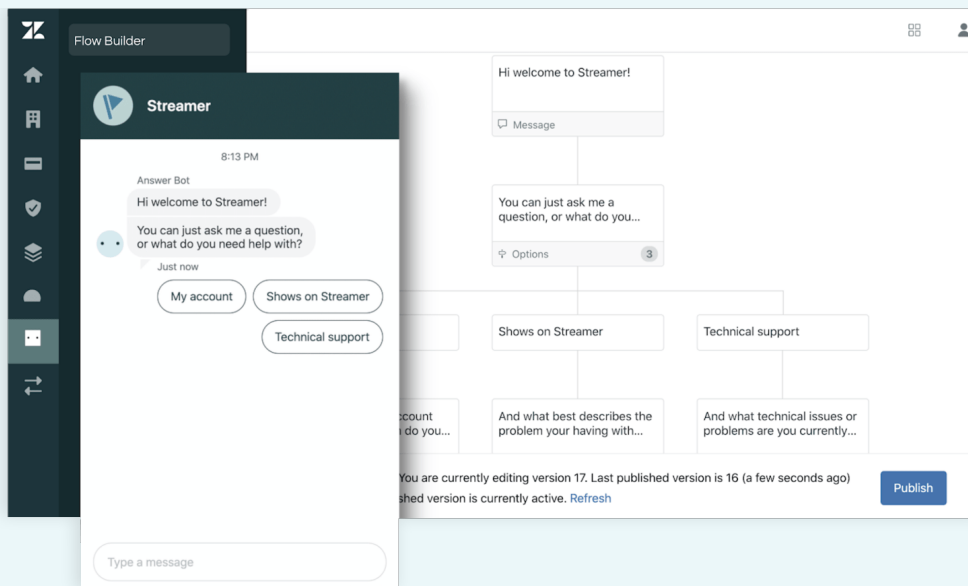 Flow Builder
Streamer
8:13 PM
Answer Bot
Hi welcome to Streamer!
You can just ask me a question,
or what do you need help with?
Just now
My account
Shows on Streamer
Technical support
Type a message
Hi welcome to Streamer!
Message
You can just ask me a
question, or what do you...
Options
3
Shows on Streamer
Technical support
do you...
And what best describes the
problem your having with...
And what technical issues or
problems are you currently...
You are currently editing version 17. Last published version is 16 (a few seconds ago)
version is currently active. Refresh
Publish